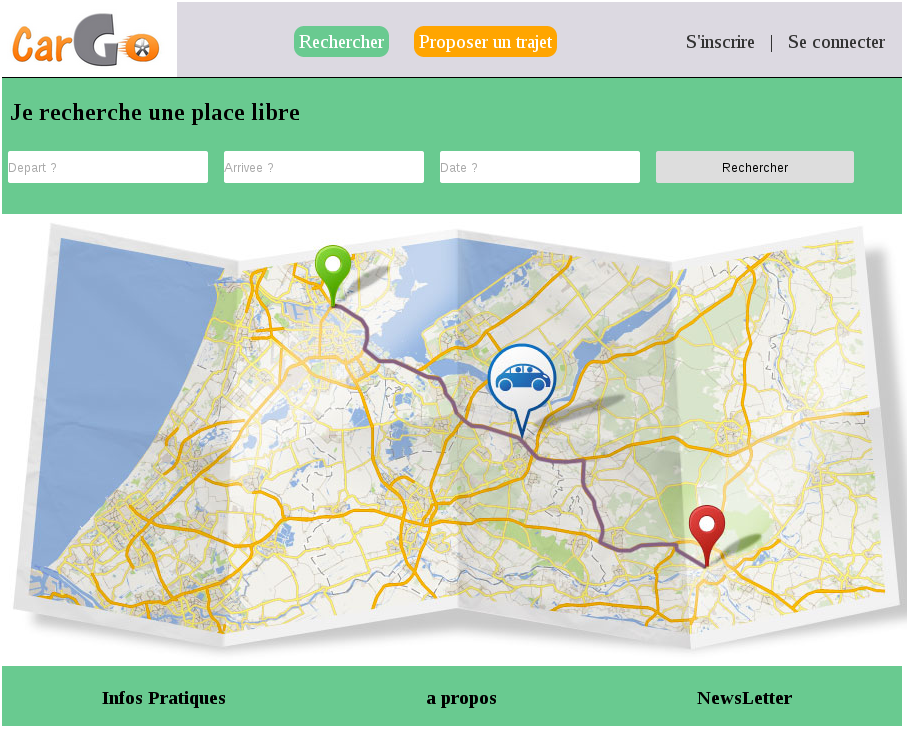 CarGo
Rechercher Proposer un trajet S'inscrire | Se connecter
Je recherche une place libre
Depart ? Arrivee ? Date ? Rechercher
Infos Pratiques a propos NewsLetter